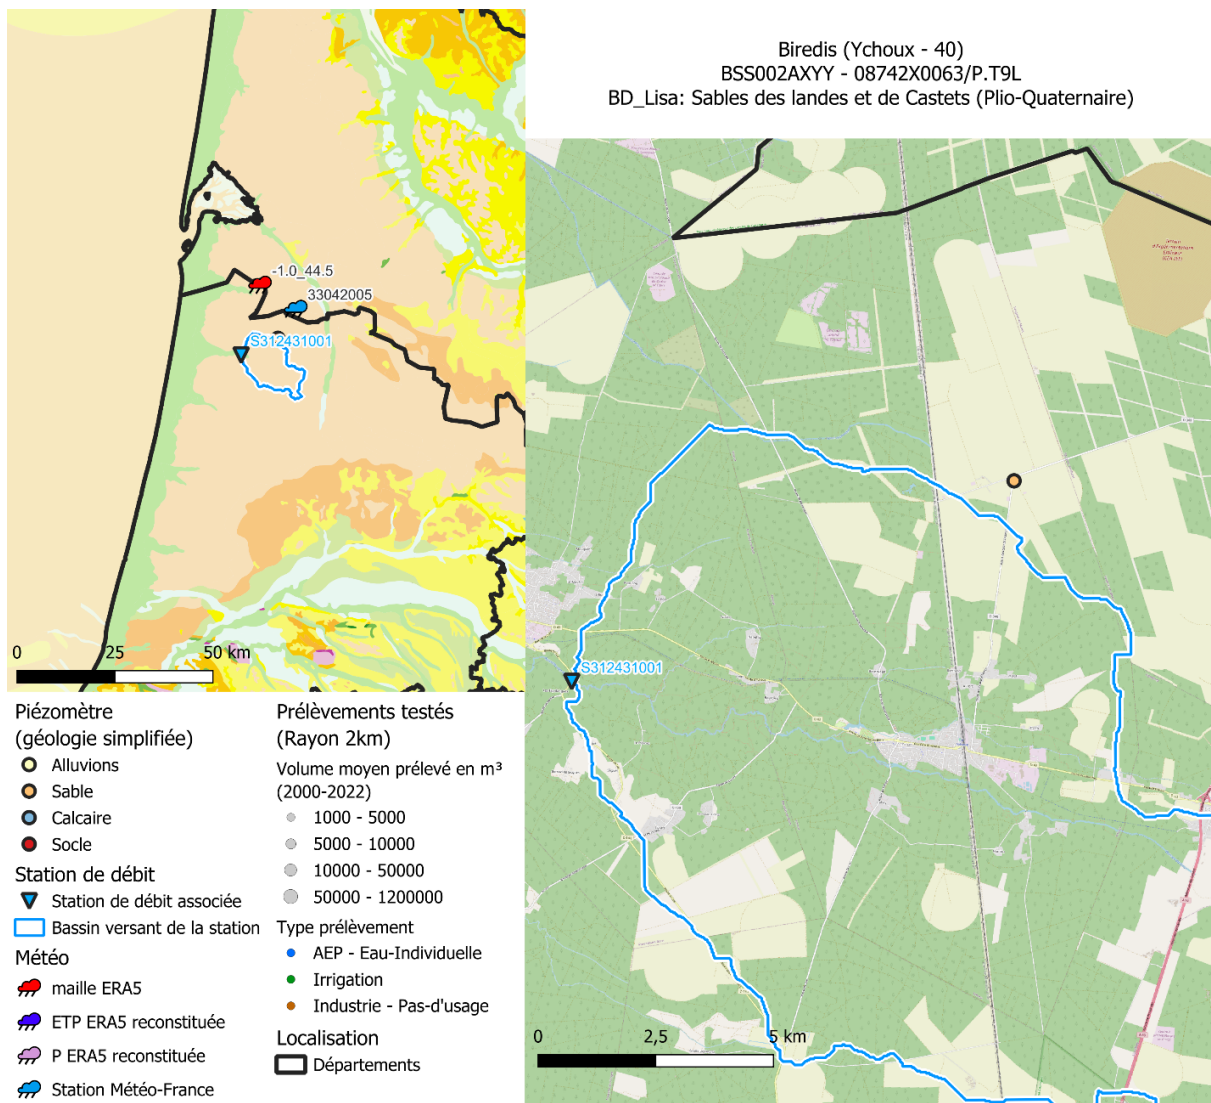 Biredis (Ychoux - 40)
BSS002AXYY - 08742X0063/P.T9L
BD_Lisa: Sables des landes et de Castets (Plio-Quaternaire)
-1.0_44.5
33042005
S312431001
0 25 50 km
S312431001
0 2,5 5 km
Piézomètre
(géologie simplifiée)
Alluvions
Sable
Calcaire
Socle
Station de débit
Station de débit associée
Bassin versant de la station
Météo
maille ERA5
ETP ERA5 reconstituée
P ERA5 reconstituée
Station Météo-France
Prélèvements testés
(Rayon 2km)
Volume moyen prélevé en m³
(2000-2022)
1000 - 5000
5000 - 10000
10000 - 50000
50000 - 1200000
Type prélèvement
AEP - Eau-Individuelle
Irrigation
Industrie - Pas-d'usage
Localisation
Départements